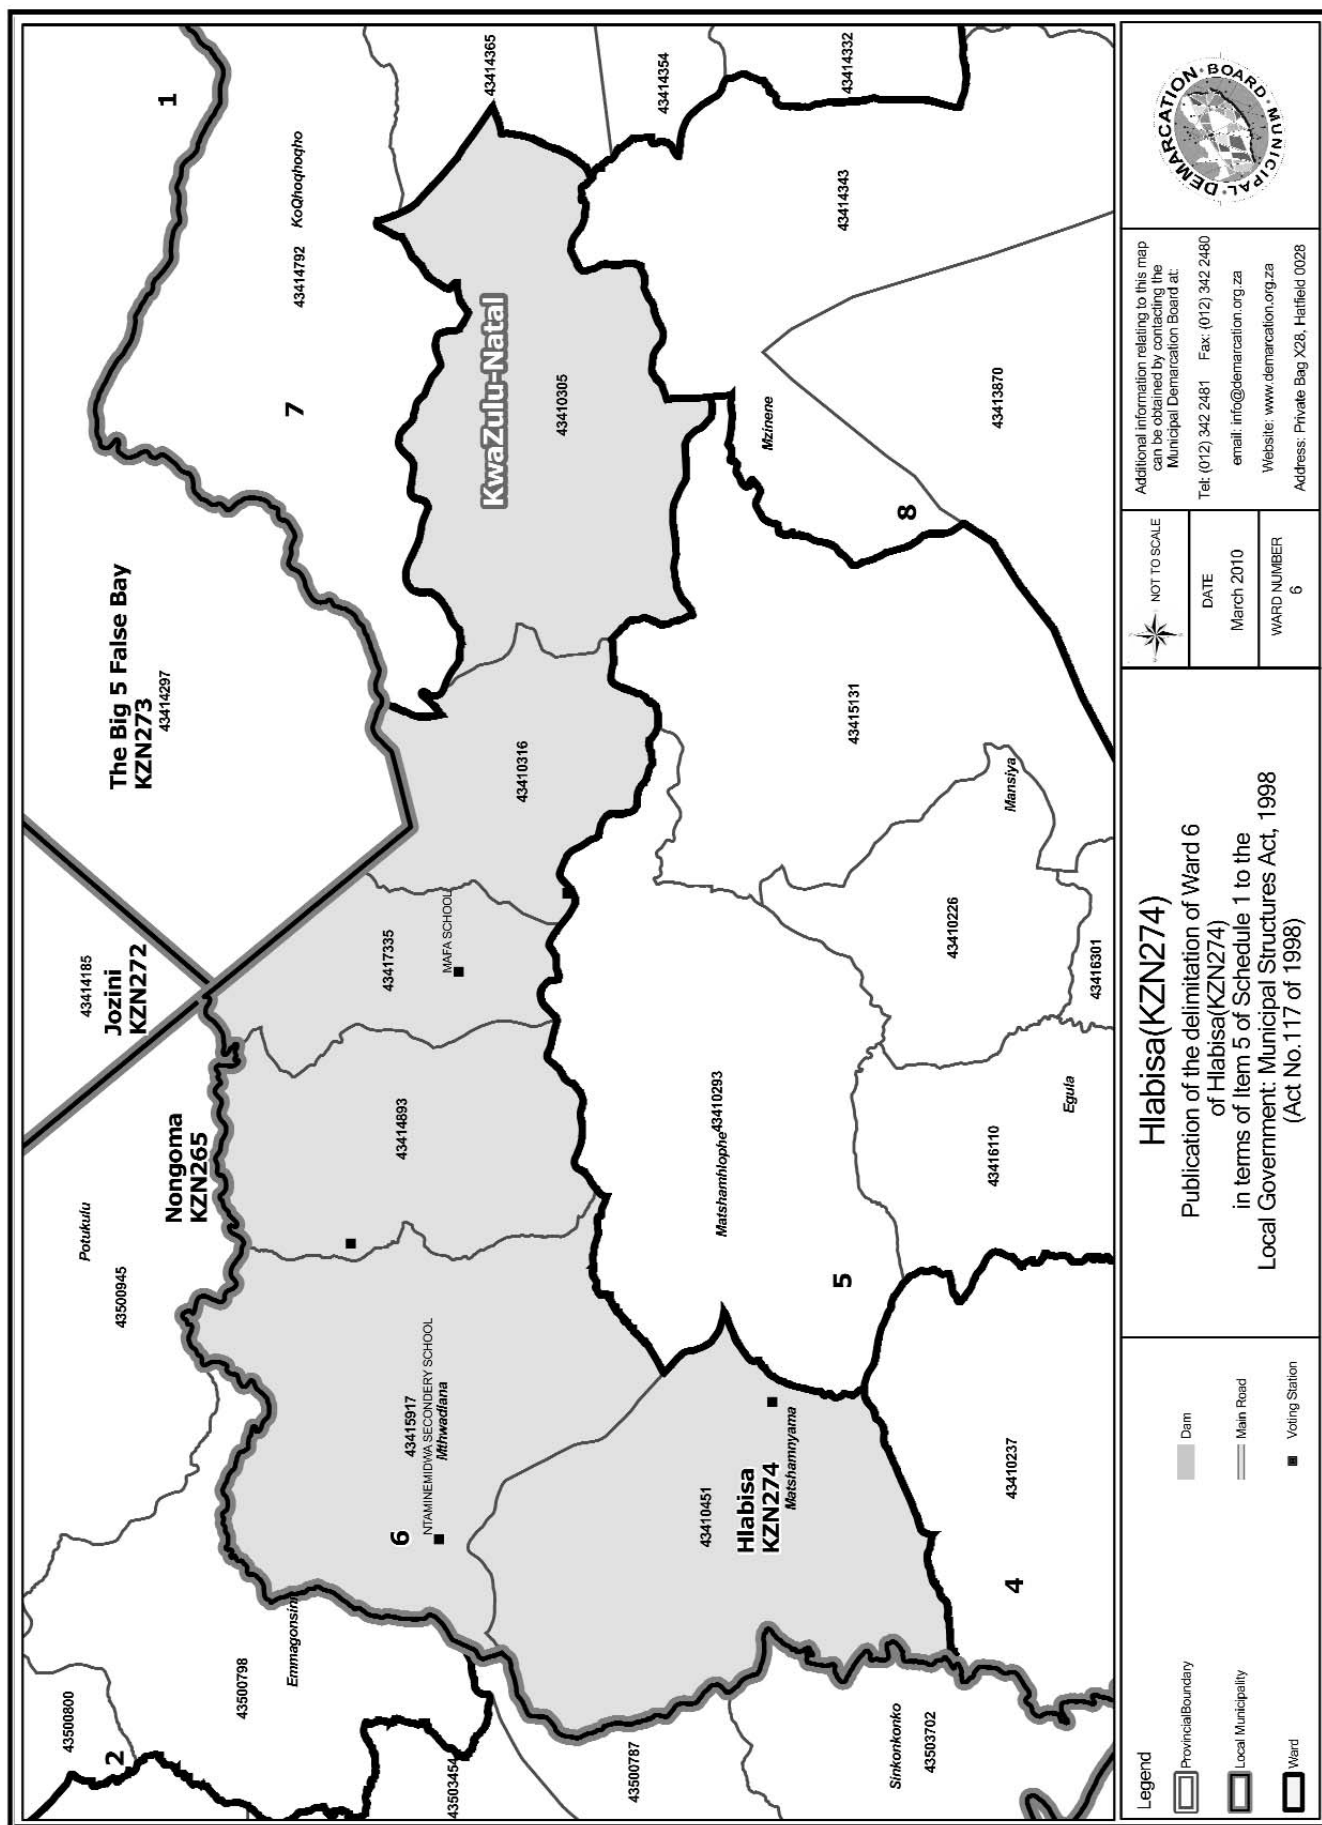 43500800
2
43500798
Emmagonsini
43503454
43500787
Sinkonkonko
43503702
Potukulu
43500945
Nongoma
KZN265
43414185
Jozini
KZN272
The Big 5 False Bay
KZN273
43414297
1
7
43414792
KoQhoqhoqho
43414365
43414354
43414332
KwaZulu-Natal
43410305
43410316
43417335
MAFA SCHOOL
43414893
6
43415917
NTAMINEMIDWA SECONDERY SCHOOL
Mthwadlana
43410451
Hlabisa
KZN274
Matshamnyama
4
43410237
5
Matshamhlophe
43410293
43416110
Egula
43410226
43416301
Mansiya
43415131
8
Mzinene
43413870
43414343
Legend
ProvincialBoundary
Local Municipality
Ward
Dam
Main Road
Voting Station
Hlabisa(KZN274)
Publication of the delimitation of Ward 6
of Hlabisa(KZN274)
in terms of Item 5 of Schedule 1 to the
Local Government: Municipal Structures Act, 1998
(Act No.117 of 1998)
NOT TO SCALE
DATE
March 2010
WARD NUMBER
6
Additional information relating to this map
can be obtained by contacting the
Municipal Demarcation Board at:
Tel: (012) 342 2481 Fax: (012) 342 2480
email: info@demarcation.org.za
Website: www.demarcation.org.za
Address: Private Bag X28, Hatfield 0028
MUNICIPAL DEMARCATION BOARD